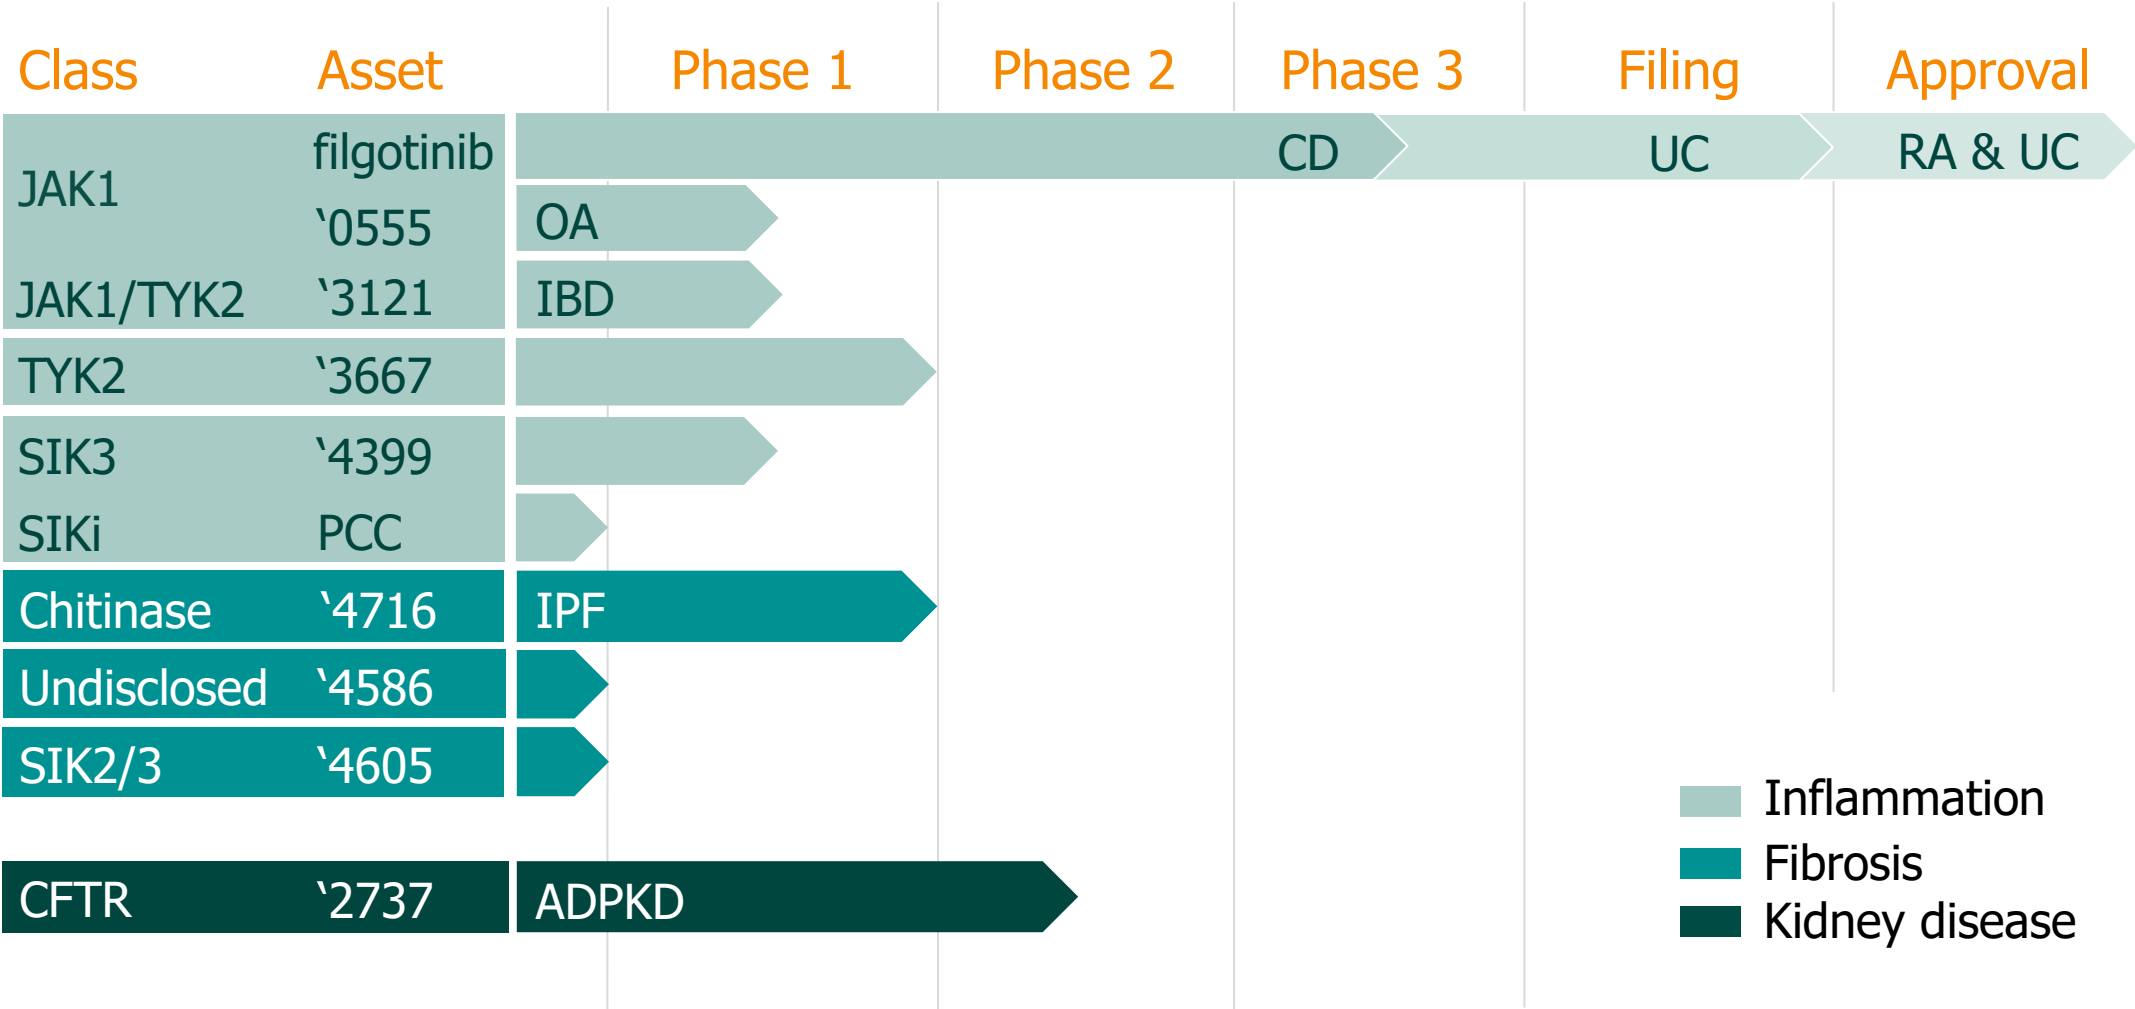 Class Asset Phase 1 Phase 2 Phase 3 Filing Approval
JAK1 filgotinib CD UC RA & UC
‘0555 OA
JAK1/TYK2 ‘3121 IBD
TYK2 ‘3667
SIK3 ‘4399
SIKi PCC
Chitinase ‘4716 IPF
Undisclosed ‘4586
SIK2/3 ‘4605
CFTR ‘2737 ADPKD
Inflammation
Fibrosis
Kidney disease